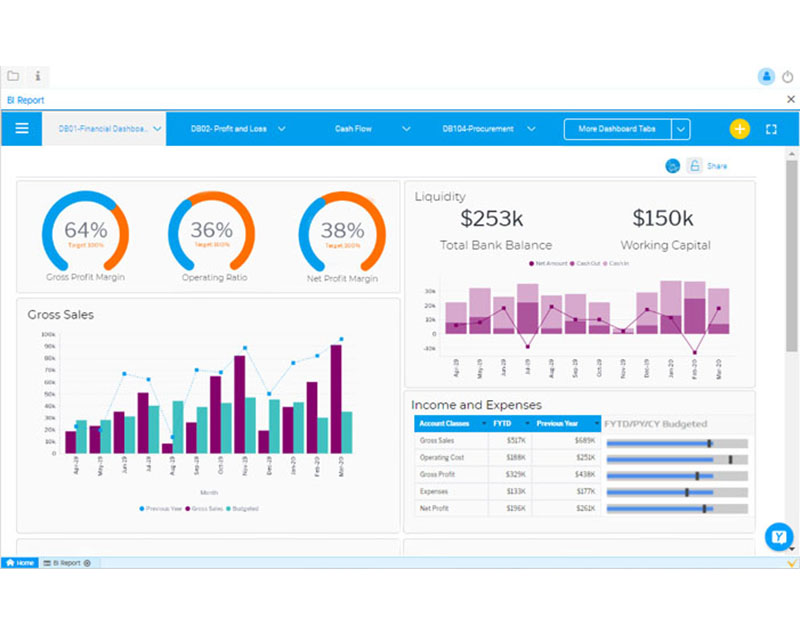 BI Report
DB01-Financial Dashboa..
DB02- Profit and Loss
Cash Flow
DB104-Procurement
More Dashboard Tabs
Share
64%
Target 100%
Gross Profit Margin
36%
Target 100%
Operating Ratio
38%
Target 100%
Net Profit Margin
Liquidity
$253k
Total Bank Balance
$150k
Working Capital
Net Amount Cash Out Cash In
30k
20k
10k
0
-10k
Apr-19 May-19 Jun-19 Jul-19 Aug-19 Sep-19 Oct-19 Nov-19 Dec-19 Jan-20 Feb-20 Mar-20
Gross Sales
100k
90k
80k
70k
60k
50k
40k
30k
20k
10k
0
Apr-19 May-19 Jun-19 Jul-19 Aug-19 Sep-19 Oct-19 Nov-19 Dec-19 Jan-20 Feb-20 Mar-20
Month
Previous Year Gross Sales Budgeted
Income and Expenses
Account Classes FYTD Previous Year FYTD/PY/CY Budgeted
Gross Sales $517K $689K
Operating Cost $188K $251K
Gross Profit $329K $438K
Expenses $133K $177K
Net Profit $196K $261K
Home BI Report